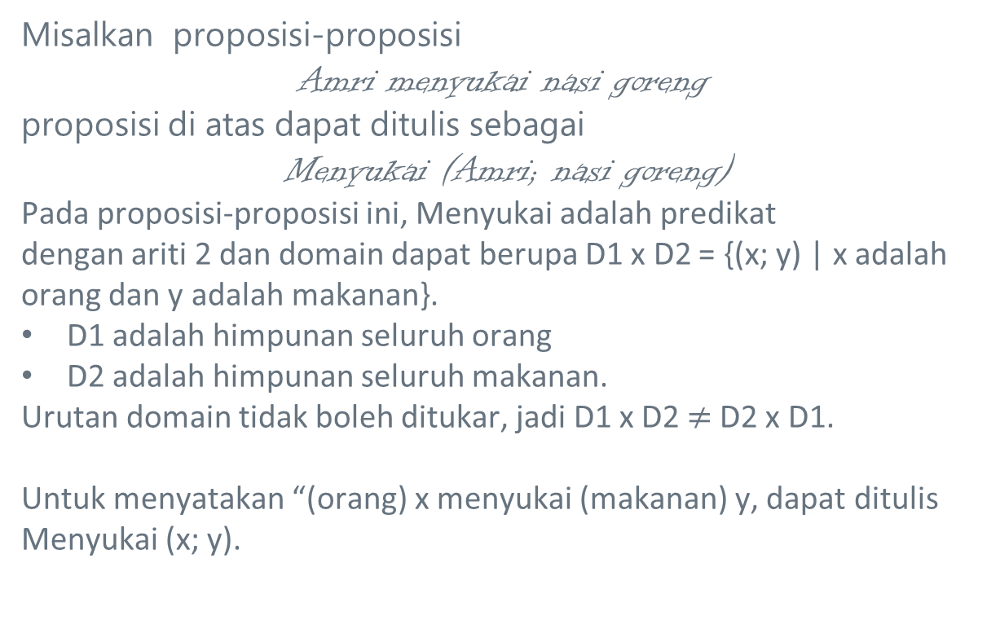 Misalkan proposisi-proposisi
Amri menyukai nasi goreng
proposisi di atas dapat ditulis sebagai
Menyukai (Amri; nasi goreng)
Pada proposisi-proposisi ini, Menyukai adalah predikat
dengan ariti 2 dan domain dapat berupa D1 x D2 = {(x; y) | x adalah
orang dan y adalah makanan}.
• D1 adalah himpunan seluruh orang
• D2 adalah himpunan seluruh makanan.
Urutan domain tidak boleh ditukar, jadi D1 x D2 ≠ D2 x D1.
Untuk menyatakan “(orang) x menyukai (makanan) y, dapat ditulis
Menyukai (x; y).